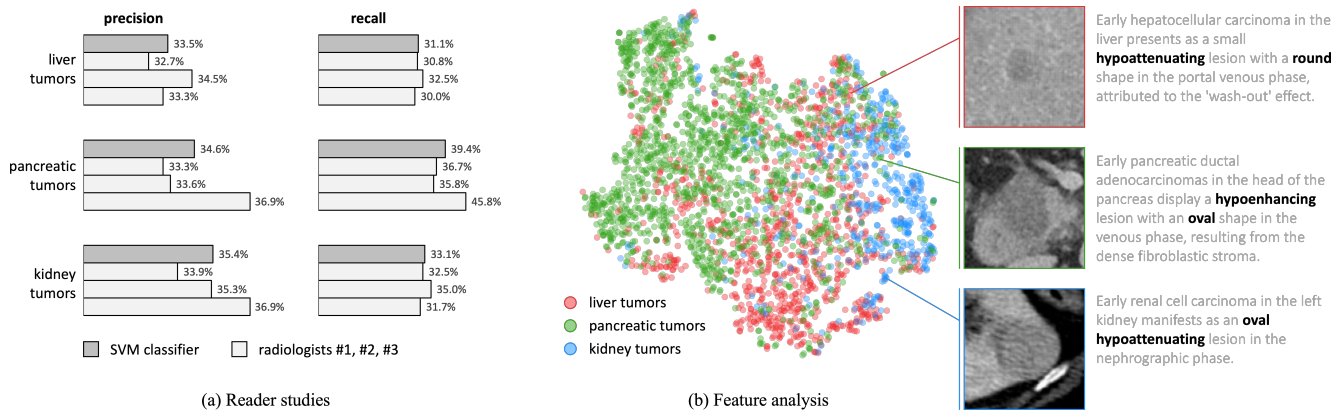 precision
recall
liver
tumors
33.5%
32.7%
34.5%
33.3%
31.1%
30.8%
32.5%
30.0%
pancreatic
tumors
34.6%
33.3%
33.6%
36.9%
39.4%
36.7%
35.8%
45.8%
kidney
tumors
35.4%
33.9%
35.3%
36.9%
33.1%
32.5%
35.0%
31.7%
SVM classifier
radiologists #1, #2, #3
(a) Reader studies
liver tumors
pancreatic tumors
kidney tumors
Early hepatocellular carcinoma in the
liver presents as a small
hypoattenuating lesion with a round
shape in the portal venous phase,
attributed to the 'wash-out' effect.
Early pancreatic ductal
adenocarcinomas in the head of the
pancreas display a hypoenhancing
lesion with an oval shape in the
venous phase, resulting from the
dense fibroblastic stroma.
Early renal cell carcinoma in the left
kidney manifests as an oval
hypoattenuating lesion in the
nephrographic phase.
(b) Feature analysis